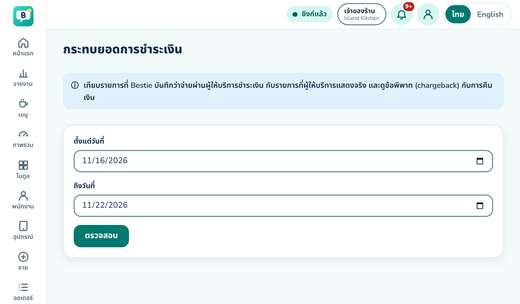 B
ซิงก์แล้ว
เจ้าของร้าน
Island Kitchen
9+
ไทย
English
หน้าแรก
รายงาน
เมนู
ภาพรวม
โมดูล
พนักงาน
อุปกรณ์
ขาย
ออเดอร์
กระทบยอดการชำระเงิน
เทียบรายการที่ Bestie บันทึกว่าจ่ายผ่านผู้ให้บริการชำระเงิน กับรายการที่ผู้ให้บริการแสดงจริง และดูข้อพิพาท (chargeback) กับการคืน
เงิน
ตั้งแต่วันที่
11/16/2026
ถึงวันที่
11/22/2026
ตรวจสอบ